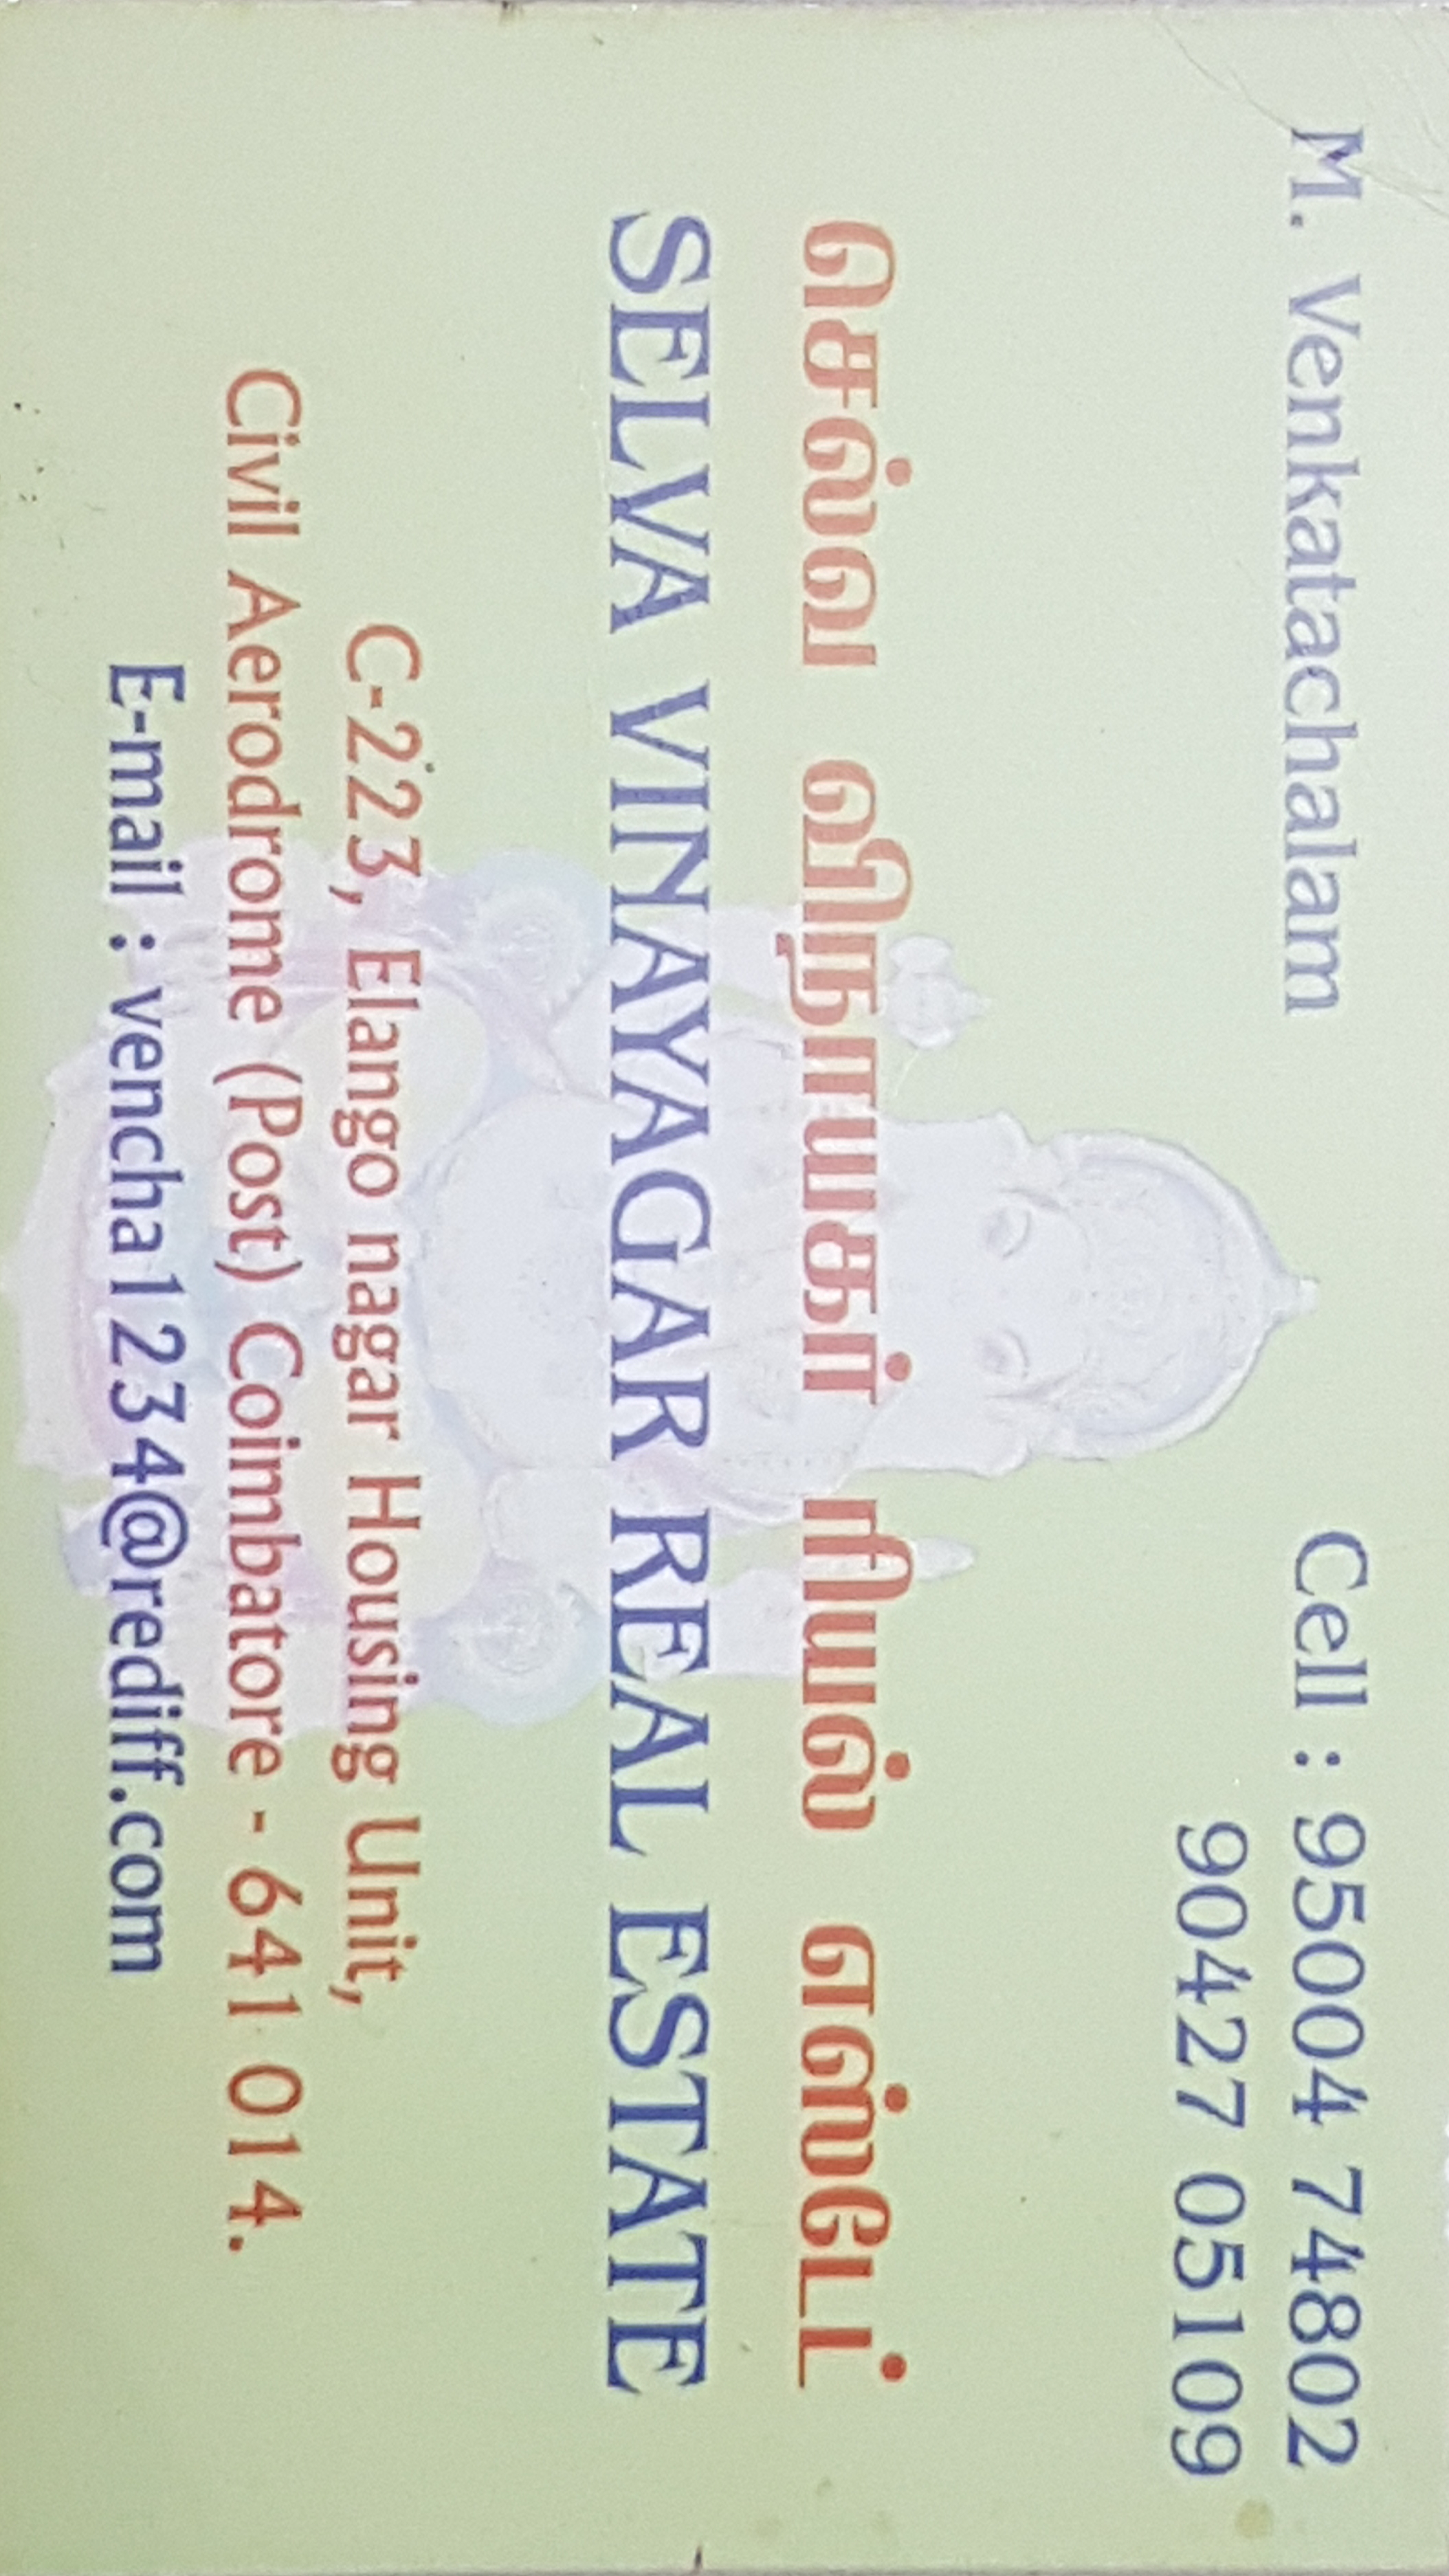 M. Venkatachalam Cell : 95004 74802
90427 05109
செல்வ விநாயகர் ரியல் எஸ்டேட்
SELVA VINAYAGAR REAL ESTATE
C-223, Elango nagar Housing Unit,
Civil Aerodrome (Post) Coimbatore - 641 014.
E-mail : vencha1234@rediff.com